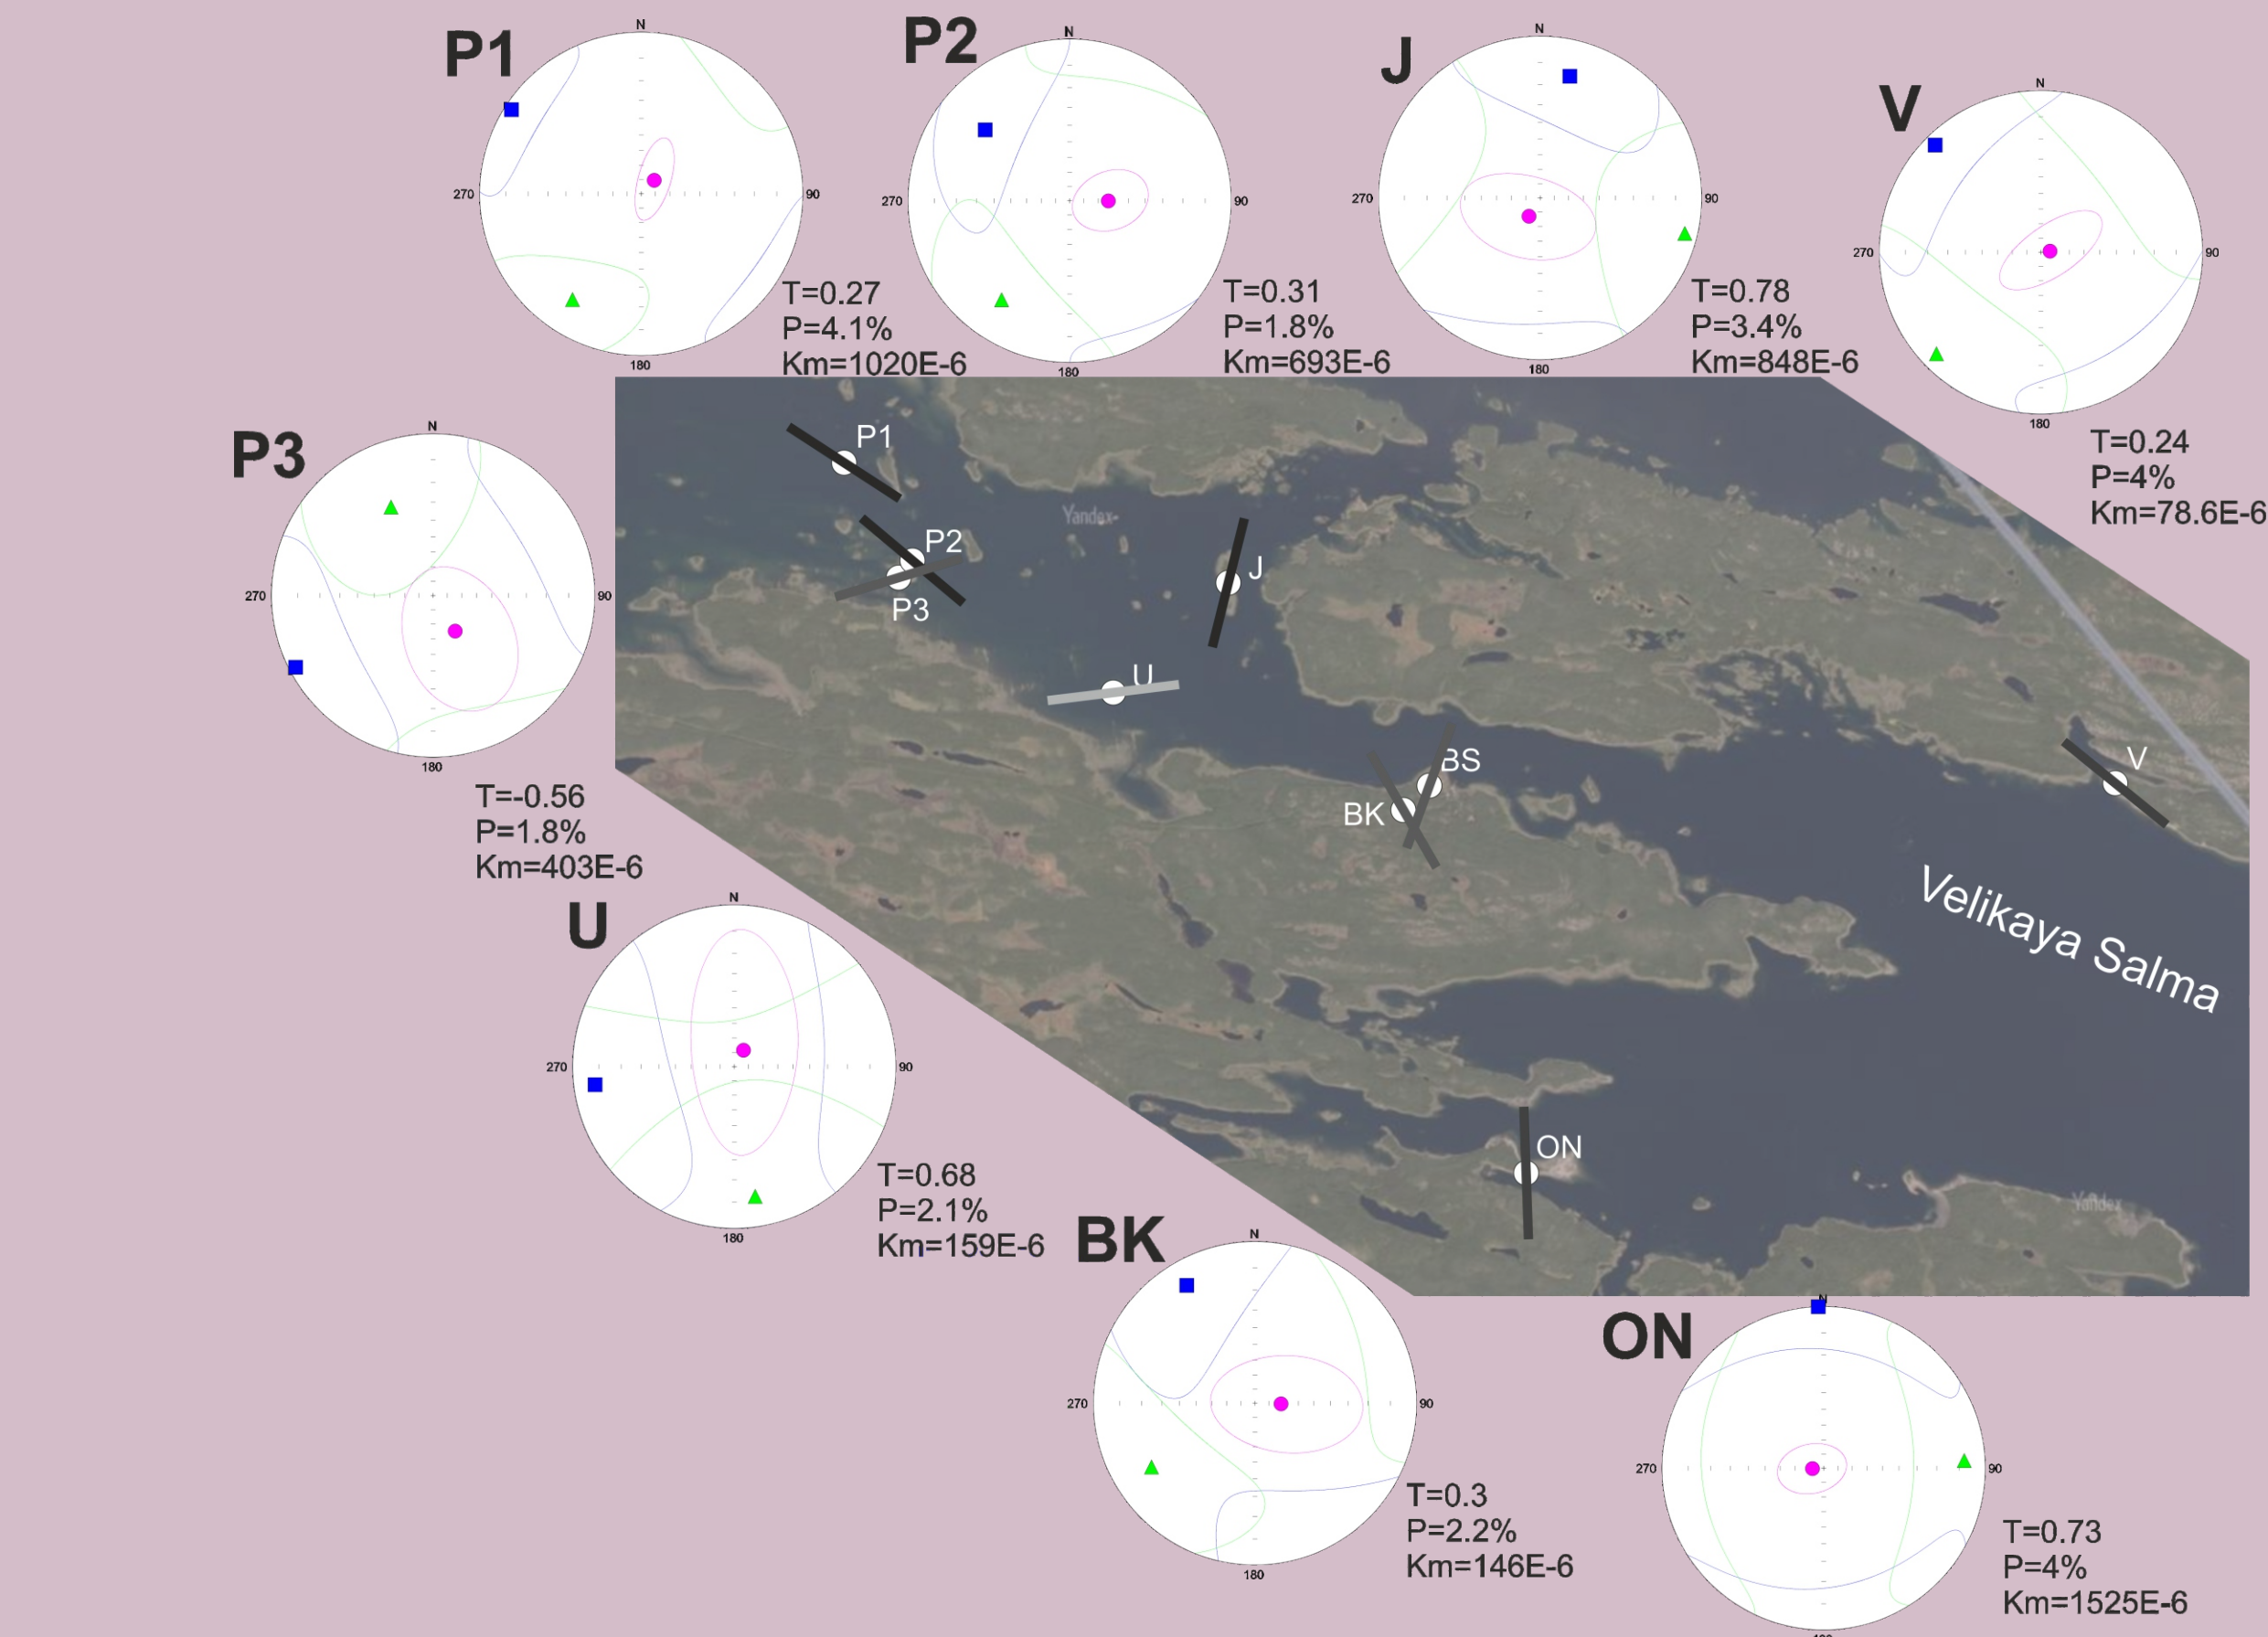 P1
N
270
90
180
T=0.27
P=4.1%
Km=1020E-6
P2
N
270
90
180
T=0.31
P=1.8%
Km=693E-6
J
N
270
90
180
T=0.78
P=3.4%
Km=848E-6
V
N
270
90
180
T=0.24
P=4%
Km=78.6E-6
P3
N
270
90
180
T=-0.56
P=1.8%
Km=403E-6
P1
Yandex
P2
P3
J
U
BS
BK
V
Velikaya Salma
ON
Yandex
U
N
270
90
180
T=0.68
P=2.1%
Km=159E-6
BK
N
270
90
180
T=0.3
P=2.2%
Km=146E-6
ON
N
270
90
T=0.73
P=4%
Km=1525E-6